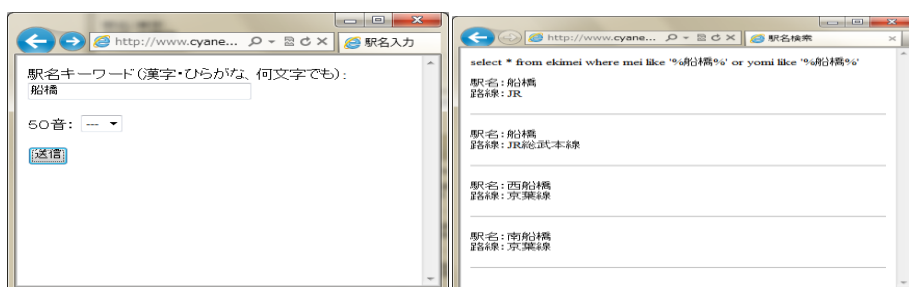 http://www.cyane...
駅名入力
駅名キーワード(漢字・ひらがな、何文字でも):
船橋
50音: ---
送信
http://www.cyane...
駅名検索
select * from ekimei where mei like '%船橋%' or yomi like '%船橋%'
駅名:船橋
路線:JR
駅名:船橋
路線:JR総武本線
駅名:西船橋
路線:京葉線
駅名:南船橋
路線:京葉線